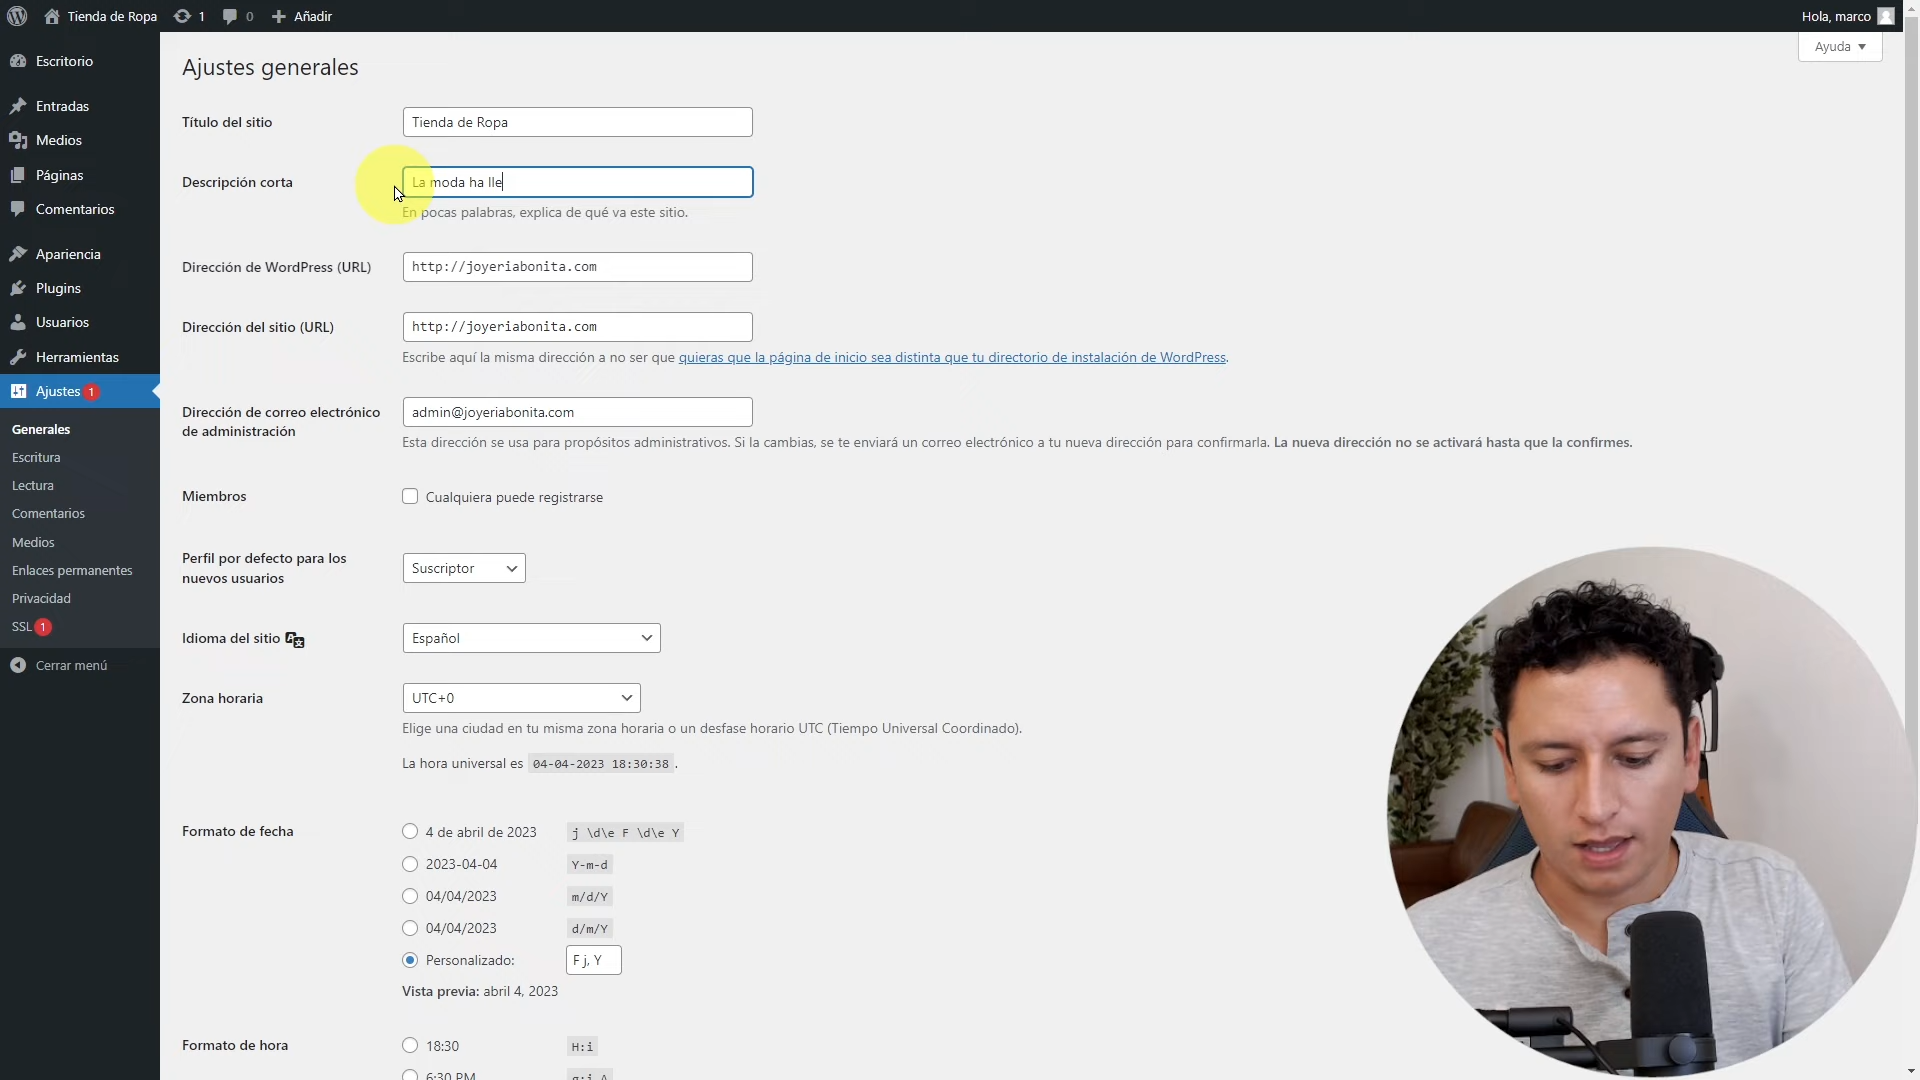 Tienda de Ropa 1 0 Añadir Hola, marco
Ayuda
Escritorio
Entradas
Medios
Páginas
Comentarios
Apariencia
Plugins
Usuarios
Herramientas
Ajustes 1
Generales
Escritura
Lectura
Comentarios
Medios
Enlaces permanentes
Privacidad
SSL 1
Cerrar menú
Ajustes generales
Título del sitio Tienda de Ropa
Descripción corta La moda ha lle
En pocas palabras, explica de qué va este sitio.
Dirección de WordPress (URL) http://joyeriabonita.com
Dirección del sitio (URL) http://joyeriabonita.com
Escribe aquí la misma dirección a no ser que quieras que la página de inicio sea distinta que tu directorio de instalación de WordPress.
Dirección de correo electrónico
de administración
admin@joyeriabonita.com
Esta dirección se usa para propósitos administrativos. Si la cambias, se te enviará un correo electrónico a tu nueva dirección para confirmarla. La nueva dirección no se activará hasta que la confirmes.
Miembros Cualquiera puede registrarse
Perfil por defecto para los
nuevos usuarios
Suscriptor
Idioma del sitio Español
Zona horaria UTC+0
Elige una ciudad en tu misma zona horaria o un desfase horario UTC (Tiempo Universal Coordinado).
La hora universal es 04-04-2023 18:30:38 .
Formato de fecha 4 de abril de 2023 j \d\e F \d\e Y
2023-04-04 Y-m-d
04/04/2023 m/d/Y
04/04/2023 d/m/Y
Personalizado: F j, Y
Vista previa: abril 4, 2023
Formato de hora 18:30 H:i
6:30 PM g:i A